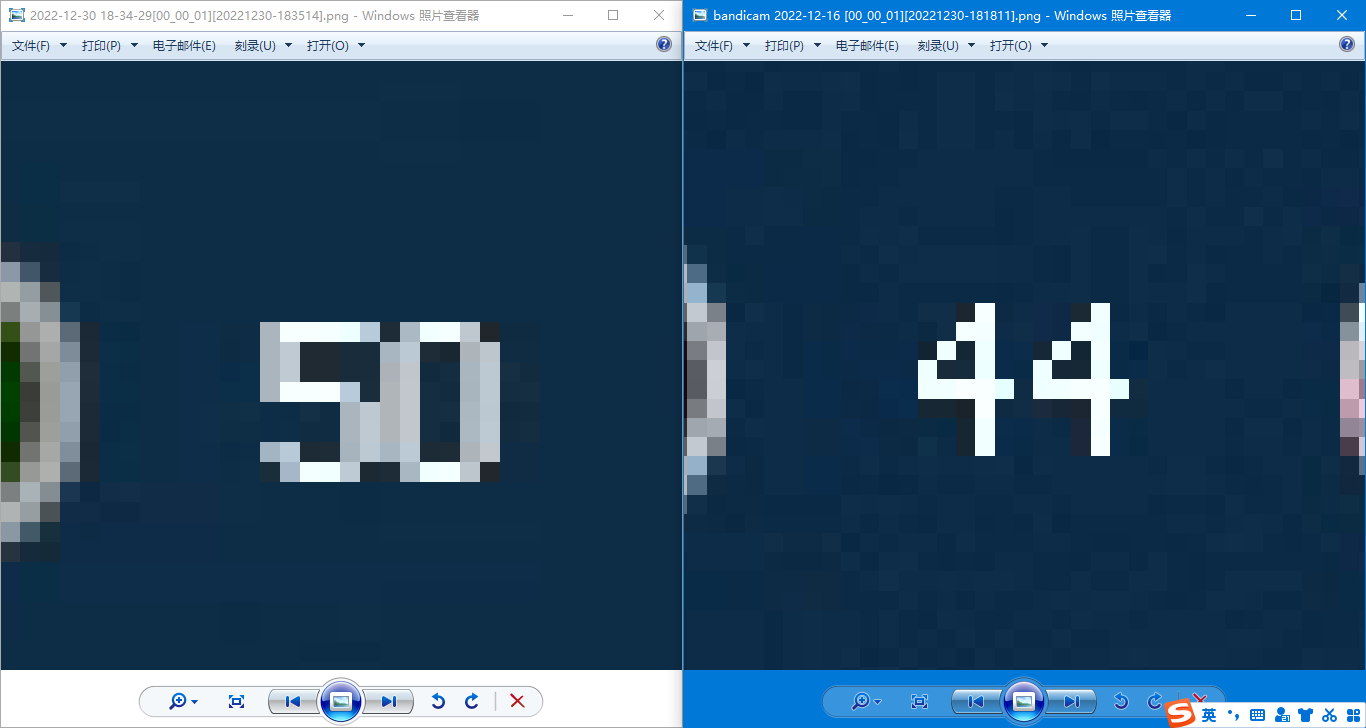 2022-12-30 18-34-29[00_00_01][20221230-183514].png - Windows 照片查看器
文件(F) 打印(P) 电子邮件(E) 刻录(U) 打开(O)
50
bandicam 2022-12-16 [00_00_01][20221230-181811].png - Windows 照片查看器
文件(F) 打印(P) 电子邮件(E) 刻录(U) 打开(O)
44
S 英